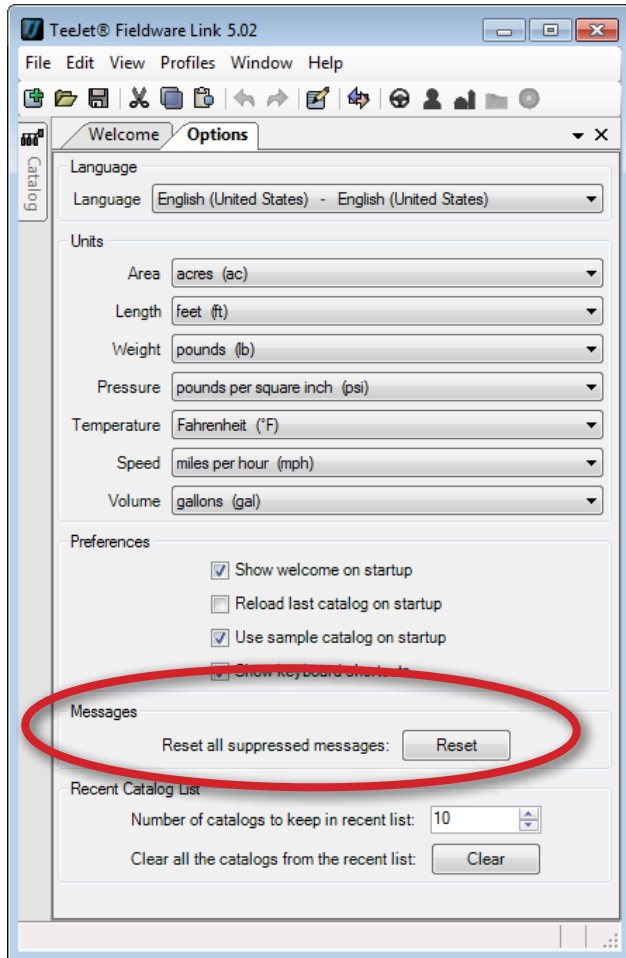 TeeJet® Fieldware Link 5.02
File Edit View Profiles Window Help
Catalog
Welcome Options
Language
Language English (United States) - English (United States)
Units
Area acres (ac)
Length feet (ft)
Weight pounds (lb)
Pressure pounds per square inch (psi)
Temperature Fahrenheit (°F)
Speed miles per hour (mph)
Volume gallons (gal)
Preferences
Show welcome on startup
Reload last catalog on startup
Use sample catalog on startup
Show keyboard shortcuts
Messages
Reset all suppressed messages: Reset
Recent Catalog List
Number of catalogs to keep in recent list: 10
Clear all the catalogs from the recent list: Clear